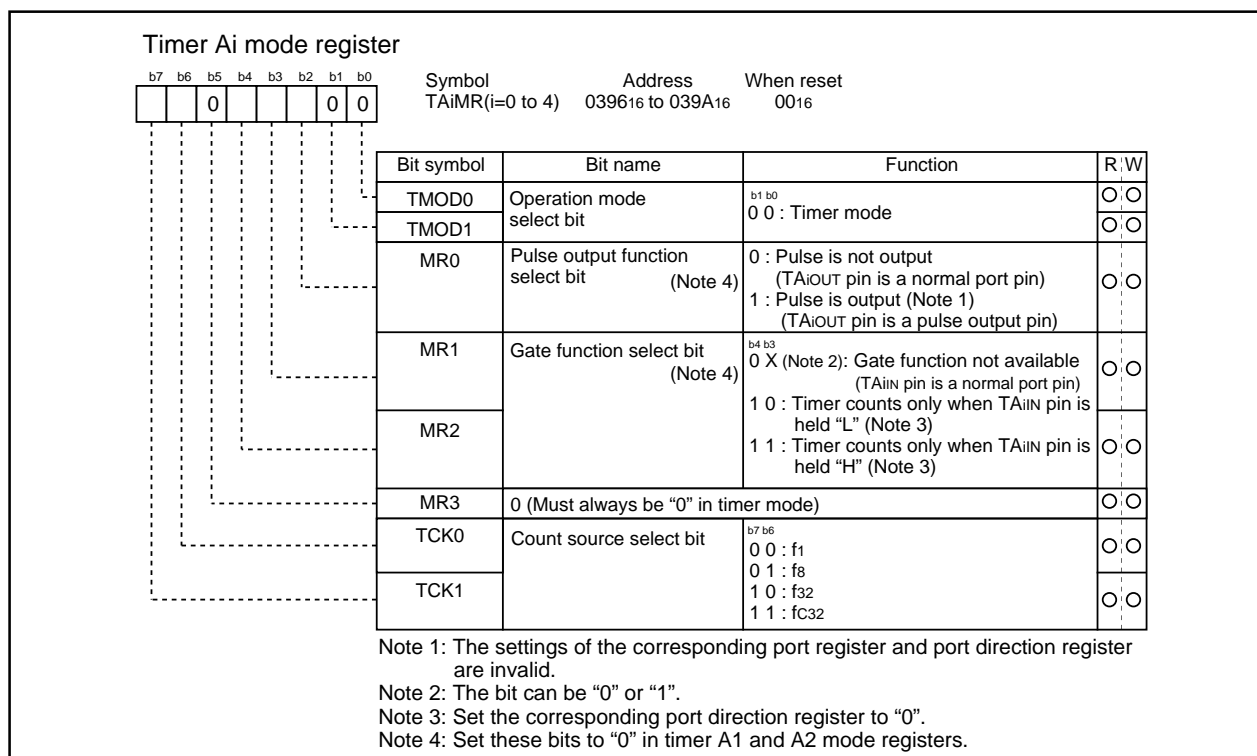 Timer Ai mode register
b7 b6 b5 b4 b3 b2 b1 b0
0 0 0
Symbol Address When reset
TAiMR(i=0 to 4) 039616 to 039A16 0016
Bit symbol Bit name Function R W
TMOD0
TMOD1
Operation mode
select bit
b1 b0
0 0 : Timer mode
MR0
Pulse output function
select bit (Note 4)
0 : Pulse is not output
(TAiOUT pin is a normal port pin)
1 : Pulse is output (Note 1)
(TAiOUT pin is a pulse output pin)
MR1
MR2
Gate function select bit
(Note 4)
b4 b3
0 X (Note 2): Gate function not available
(TAiIN pin is a normal port pin)
1 0 : Timer counts only when TAiIN pin is
held “L” (Note 3)
1 1 : Timer counts only when TAiIN pin is
held “H” (Note 3)
MR3 0 (Must always be “0” in timer mode)
TCK0
TCK1
Count source select bit
b7 b6
0 0 : f1
0 1 : f8
1 0 : f32
1 1 : fC32
Note 1: The settings of the corresponding port register and port direction register
are invalid.
Note 2: The bit can be “0” or “1”.
Note 3: Set the corresponding port direction register to “0”.
Note 4: Set these bits to “0” in timer A1 and A2 mode registers.